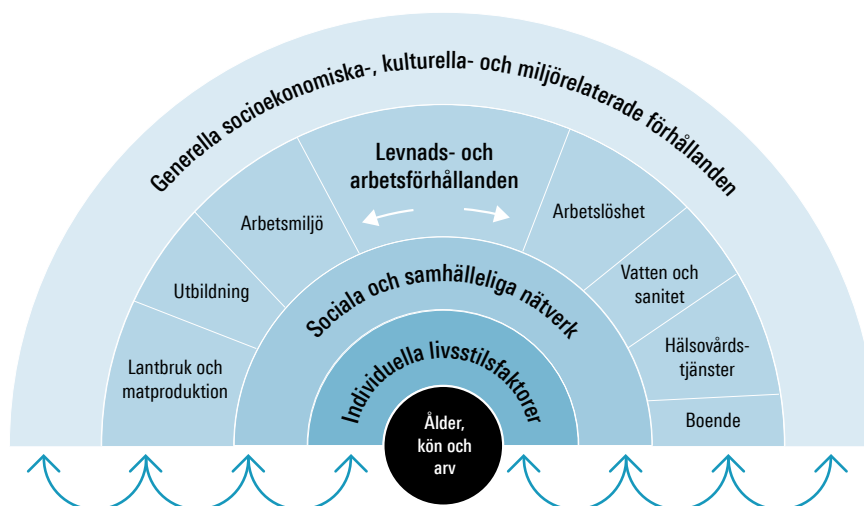 Generella socioekonomiska-, kulturella- och miljörelaterade förhållanden
Levnads- och
arbetsförhållanden
Arbetsmiljö
Arbetslöshet
Utbildning
Vatten och
sanitet
Lantbruk och
matproduktion
Hälsovårds-
tjänster
Boende
Sociala och samhälleliga nätverk
Individuella livsstilsfaktorer
Ålder,
kön och
arv